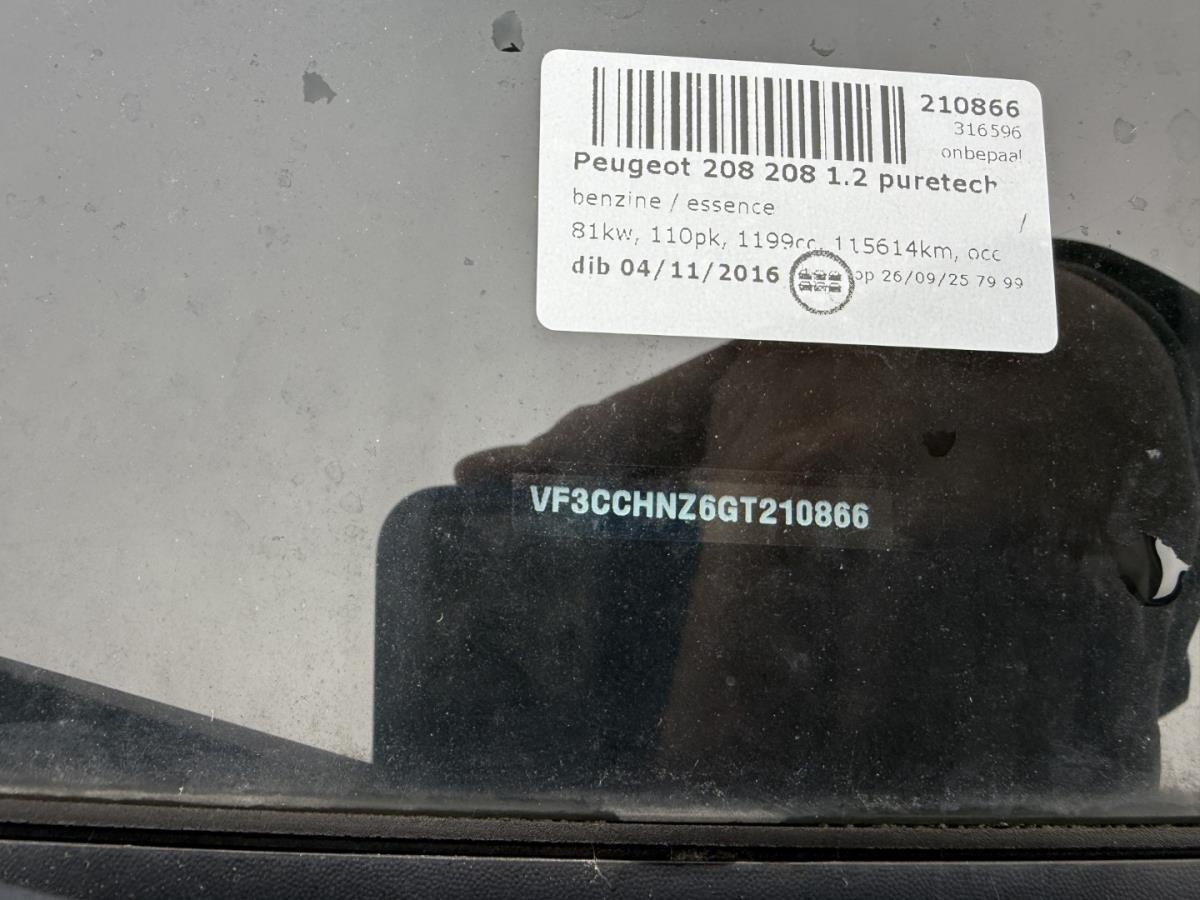 210866
316596
onbepaal
Peugeot 208 208 1.2 puretech
benzine / essence /
81kw, 110pk, 1199cc, 115614km, occ
dib 04/11/2016 op 26/09/25 79 99
VF3CCHNZ6GT210866